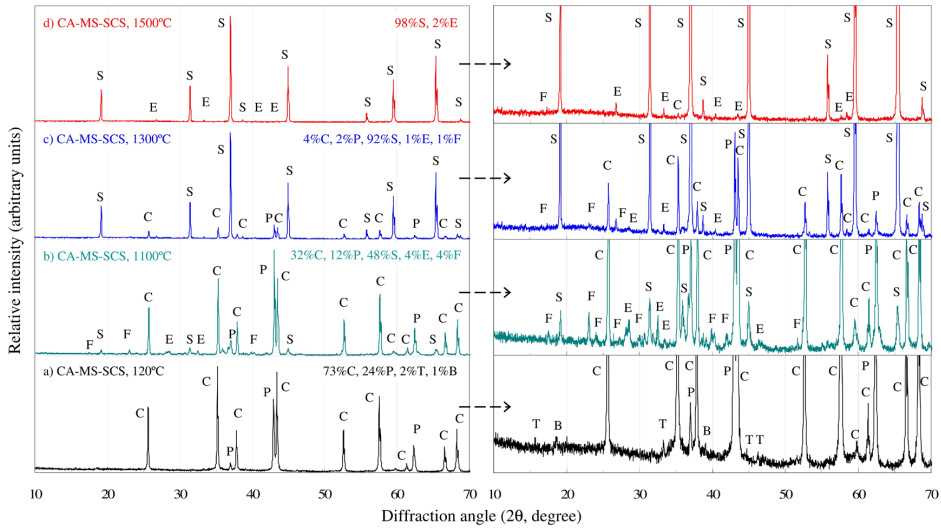 d) CA-MS-SCS, 1500ºC 98%S, 2%E
S S E S E S S E E S S S S S
S F S E S E C S E S E S E E S S S
c) CA-MS-SCS, 1300ºC 4%C, 2%P, 92%S, 1%E, 1%F
S C S C S C P C S C S C S P C S S
F S F C F E S E C C S E P C S C S C S C P S C S
b) CA-MS-SCS, 1100ºC 32%C, 12%P, 48%S, 4%E, 4%F
F S F C E S E C P C F P C S C C C C P S C C
F S F F C F E F S E E C S P C F F P C S E F C C S P C S C C
a) CA-MS-SCS, 120ºC 73%C, 24%P, 2%T, 1%B
C C P C P C C C C P C C
T B C T C C P B P C T T C C C P C C C
10 20 30 40 50 60 70
10 20 30 40 50 60 70
Relative intensity (arbitrary units)
Diffraction angle (2θ, degree)